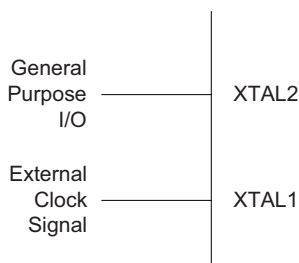 General
Purpose
I/O
XTAL2
External
Clock
Signal
XTAL1